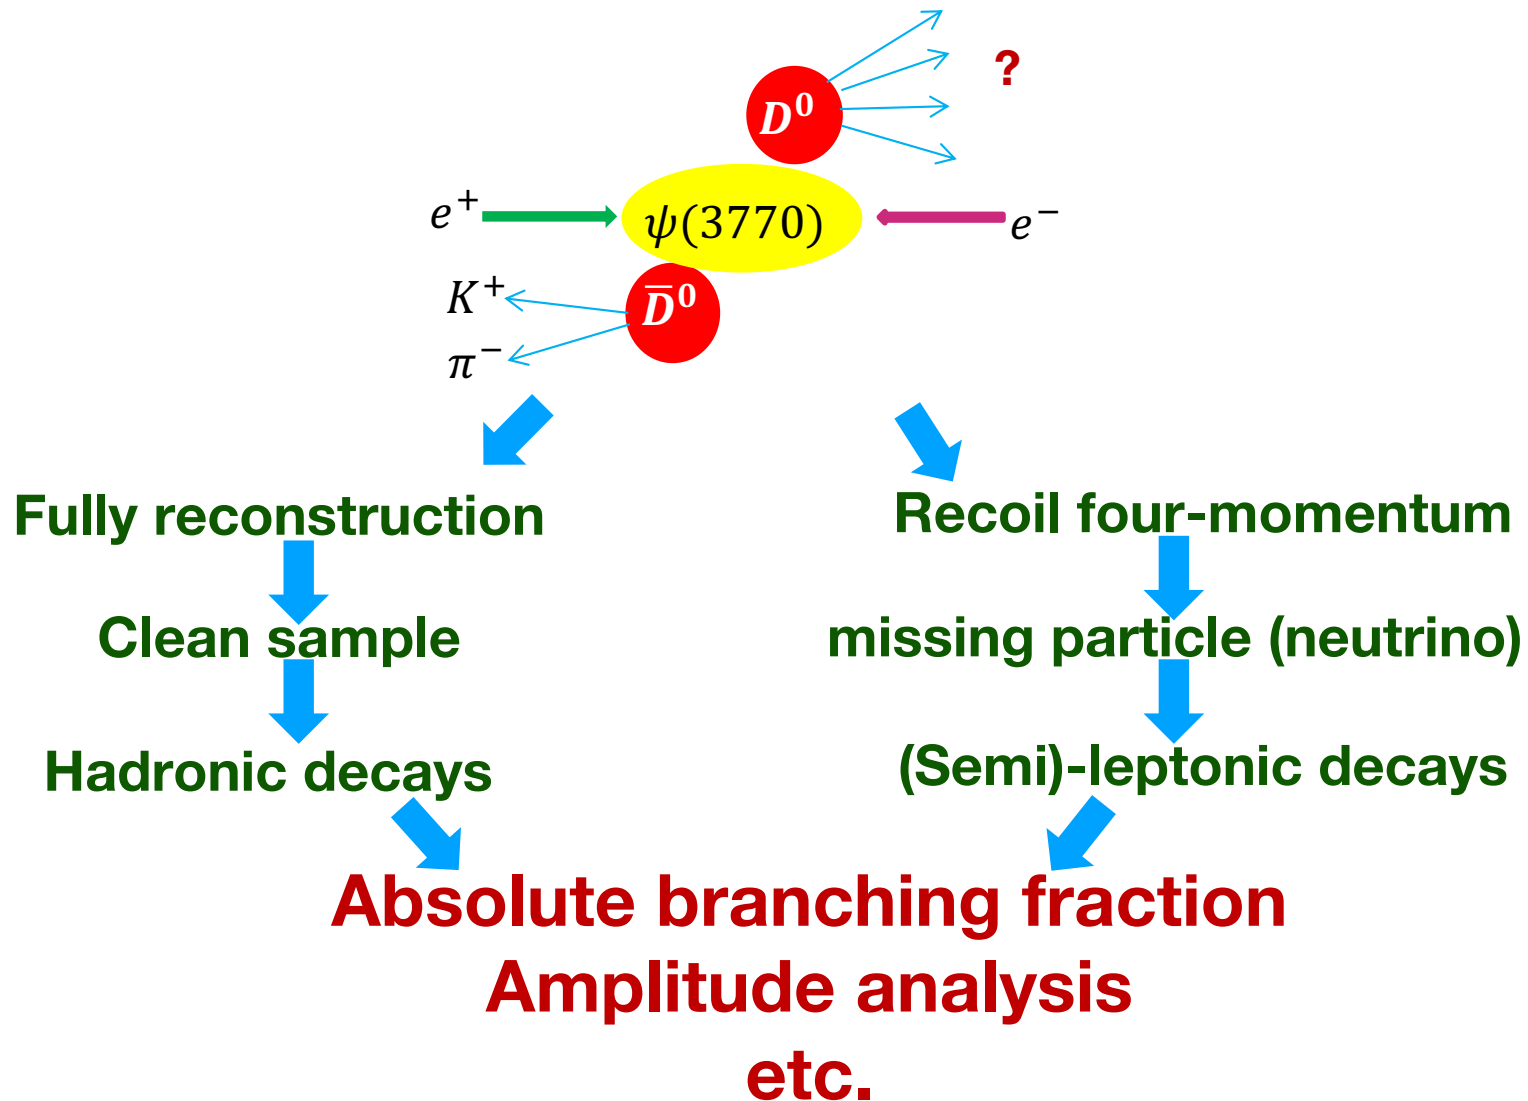 ?
D⁰
e⁺
ψ(3770)
e⁻
K⁺
D̅⁰
π⁻
Fully reconstruction
Recoil four-momentum
Clean sample
missing particle (neutrino)
Hadronic decays
(Semi)-leptonic decays
Absolute branching fraction
Amplitude analysis
etc.